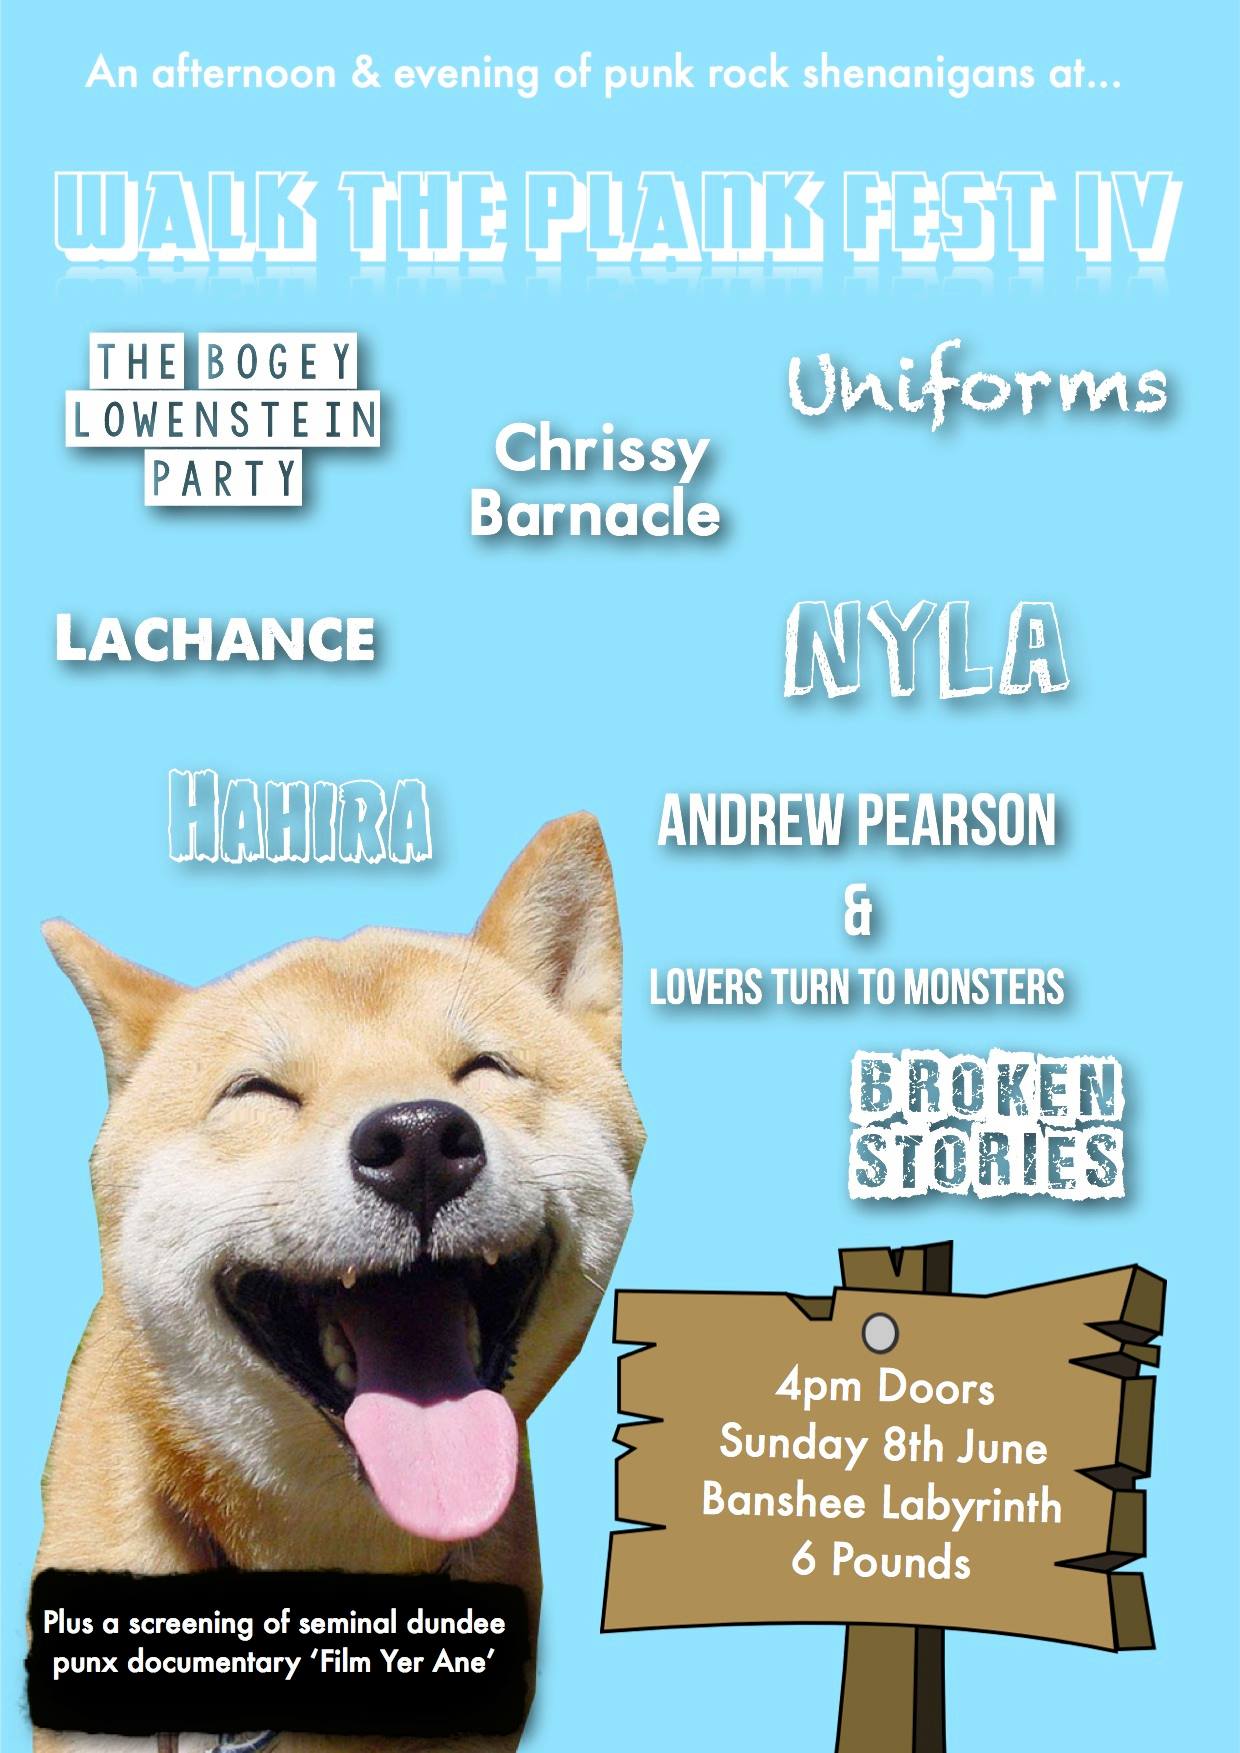 An afternoon & evening of punk rock shenanigans at...
WALK THE PLANK FEST IV
THE BOGEY
LOWENSTEIN
PARTY
Uniforms
Chrissy
Barnacle
LACHANCE
NYLA
HAHIRA
ANDREW PEARSON
&
LOVERS TURN TO MONSTERS
BROKEN
STORIES
4pm Doors
Sunday 8th June
Banshee Labyrinth
6 Pounds
Plus a screening of seminal dundee
punx documentary ‘Film Yer Ane’